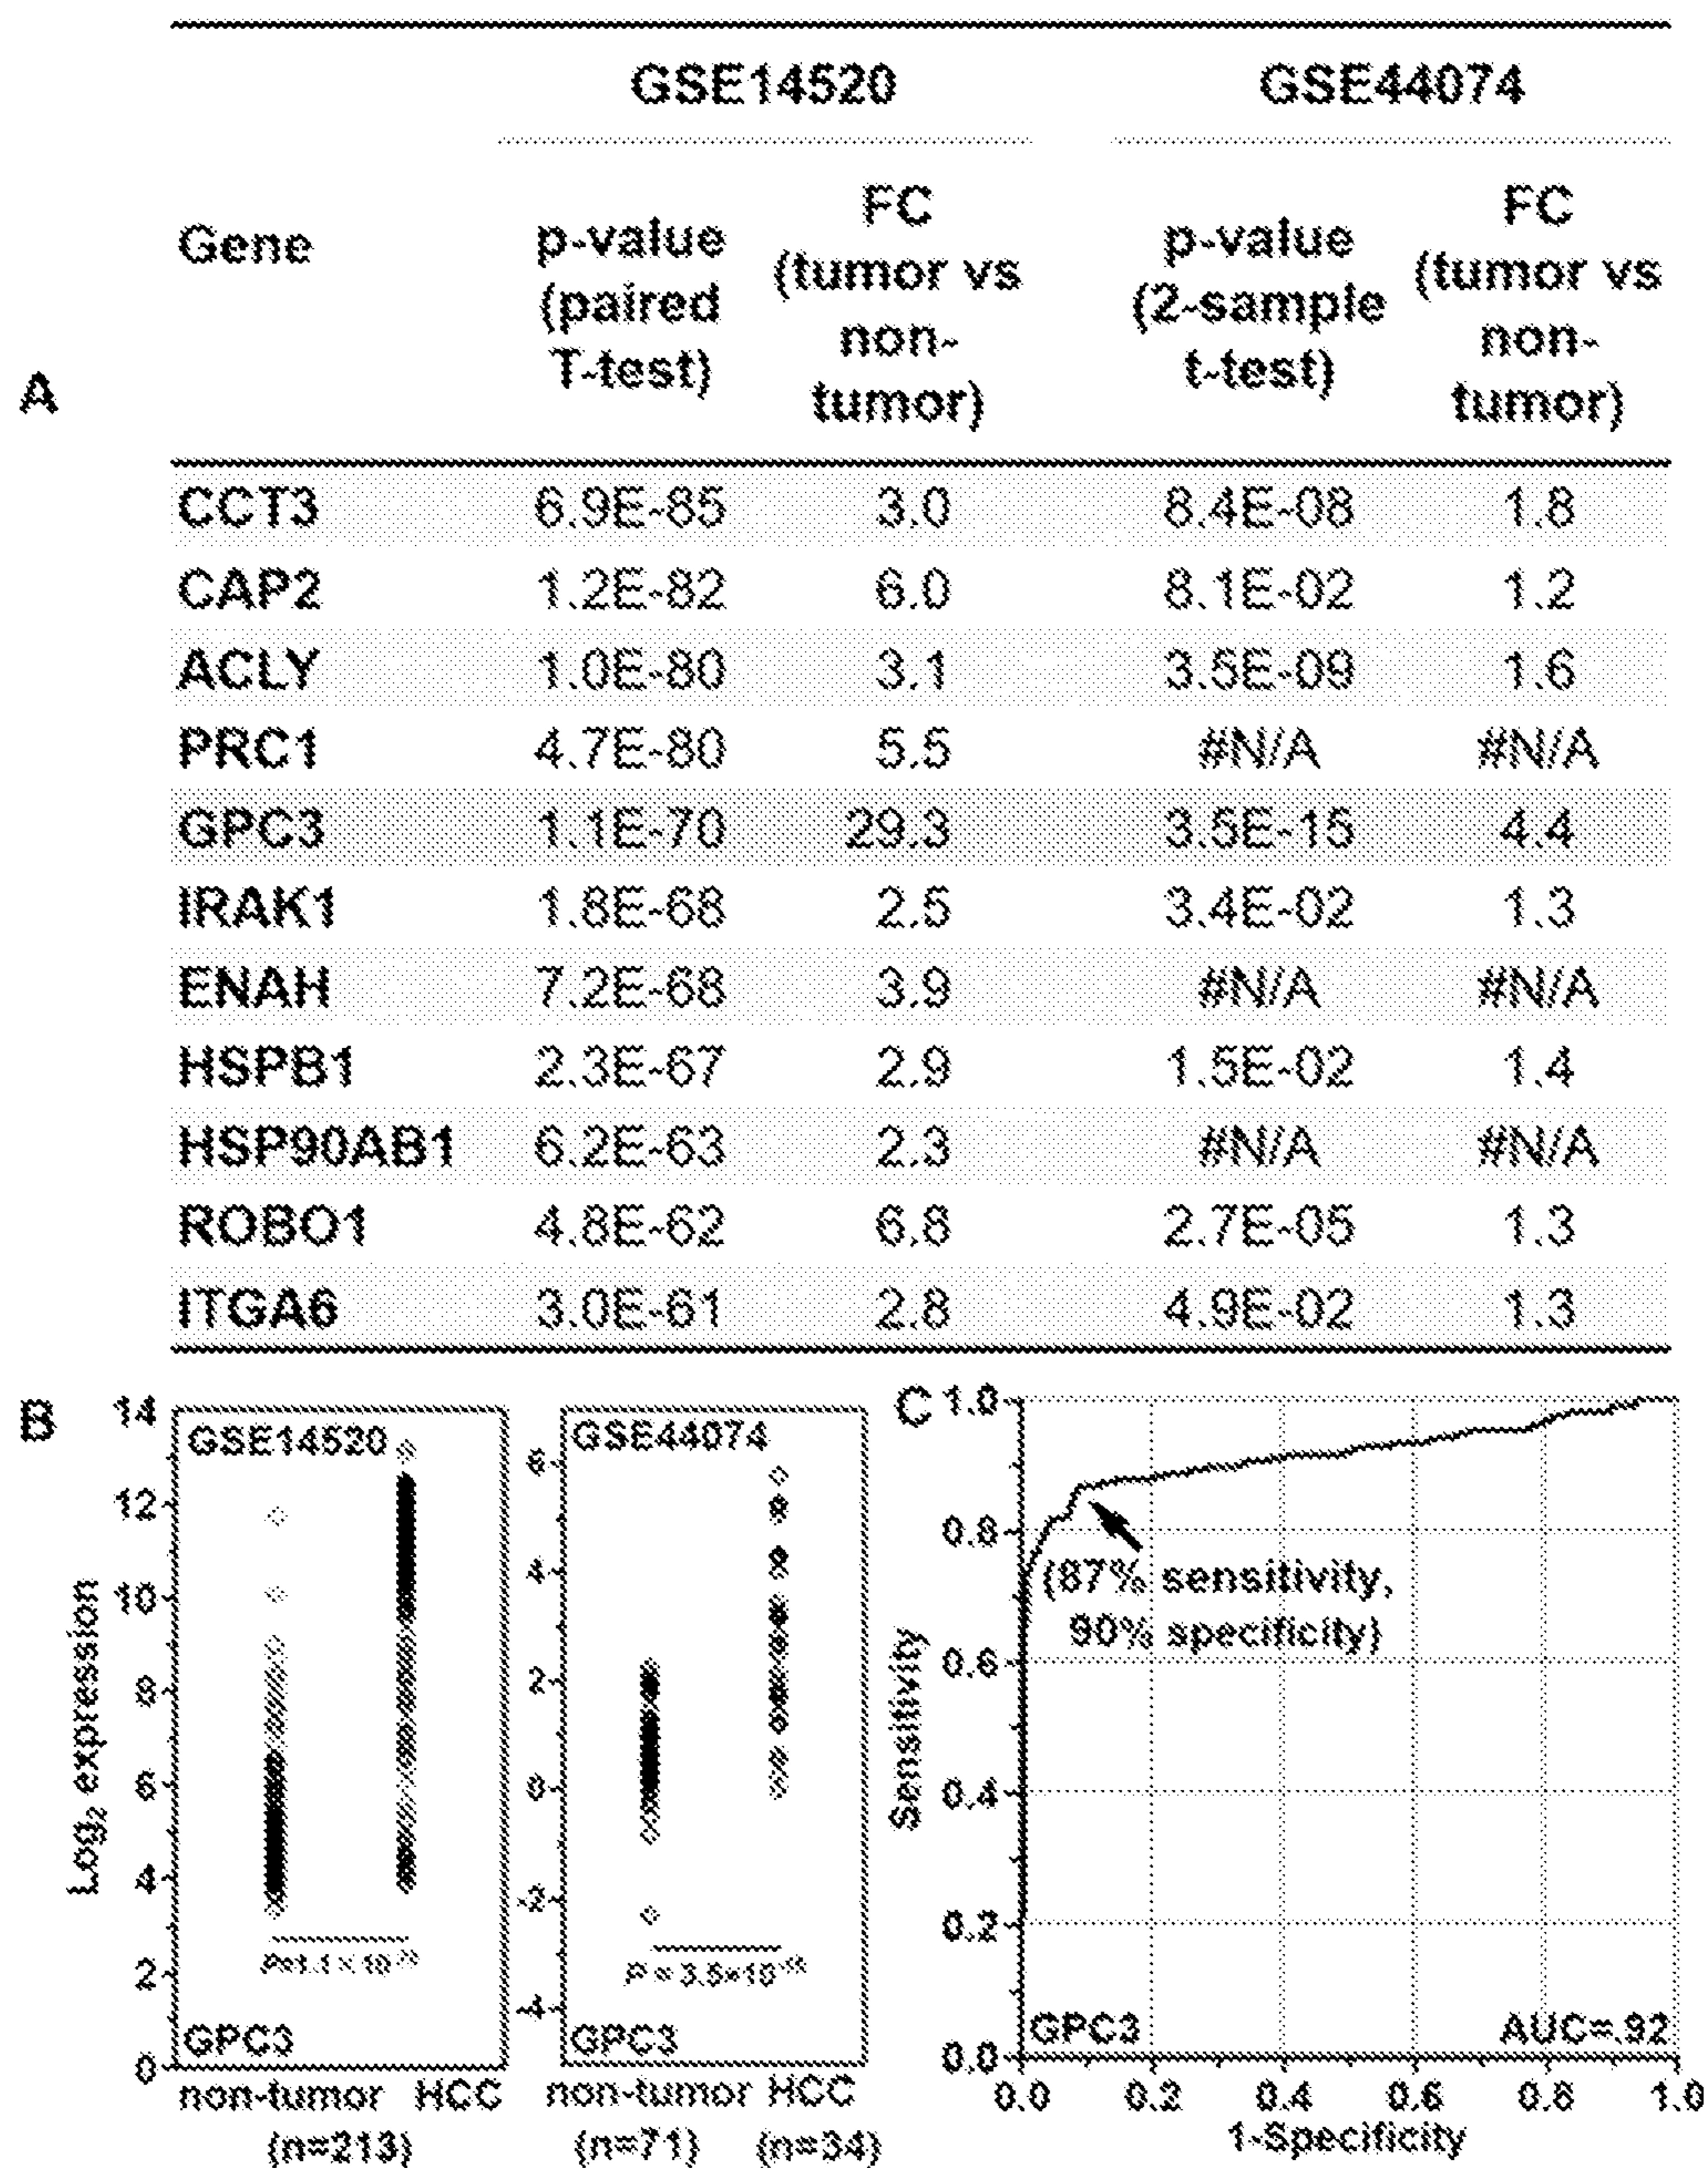 A
GSE14520 GSE44074
Gene p-value (paired T-test) FC (tumor vs non-tumor) p-value (2-sample t-test) FC (tumor vs non-tumor)
CCT3 6.9E-85 3.0 8.4E-08 1.8
CAP2 1.2E-82 6.0 8.1E-02 1.2
ACLY 1.0E-80 3.1 3.5E-09 1.6
PRC1 4.7E-80 5.5 #N/A #N/A
GPC3 1.1E-70 29.3 3.5E-15 4.4
IRAK1 1.8E-68 2.5 3.4E-02 1.3
ENAH 7.2E-68 3.9 #N/A #N/A
HSPB1 2.3E-67 2.9 1.5E-02 1.4
HSP90AB1 6.2E-63 2.3 #N/A #N/A
ROBO1 4.8E-62 6.8 2.7E-05 1.3
ITGA6 3.0E-61 2.8 4.9E-02 1.3
B
Log₂ expression
14
12
10
8
6
4
2
0
GSE14520
GPC3
non-tumor HCC
(n=213)
6
4
2
0
-2
-4
GSE44074
P = 3.5×10⁻¹⁵
GPC3
non-tumor HCC
(n=71) (n=34)
C
Sensitivity
1.0
0.8
0.6
0.4
0.2
0.0
(87% sensitivity,
90% specificity)
GPC3 AUC=.92
0.0 0.2 0.4 0.6 0.8 1.0
1-Specificity